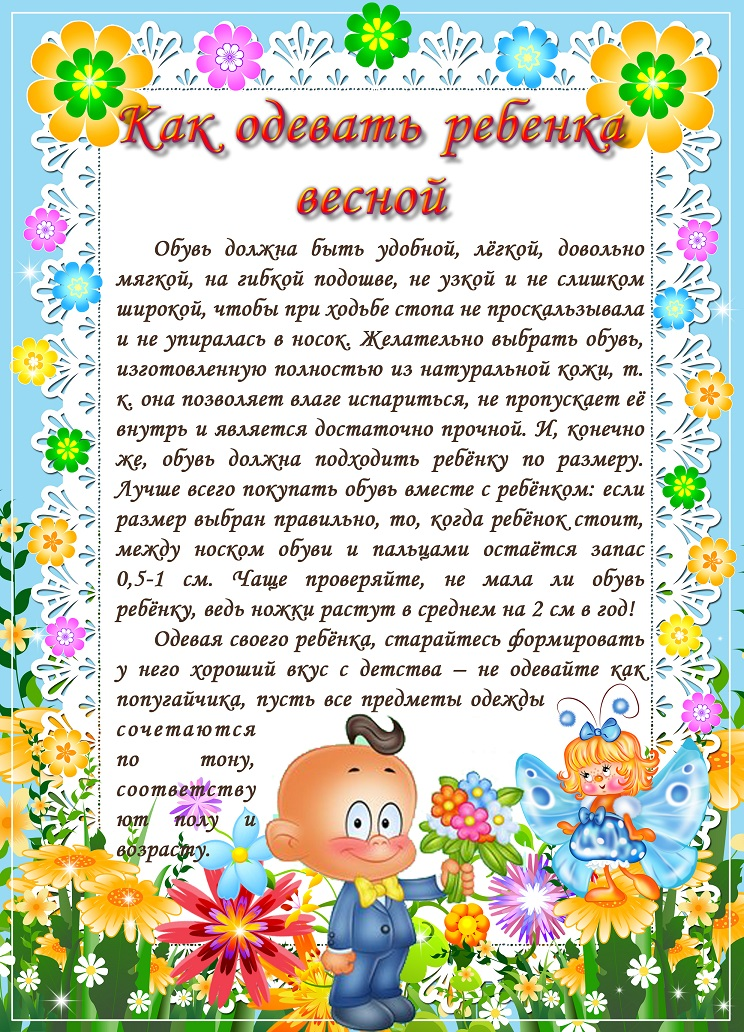 Как одевать ребенка
весной
Обувь должна быть удобной, лёгкой, довольно
мягкой, на гибкой подошве, не узкой и не слишком
широкой, чтобы при ходьбе стопа не проскальзывала
и не упиралась в носок. Желательно выбрать обувь,
изготовленную полностью из натуральной кожи, т.
к. она позволяет влаге испариться, не пропускает её
внутрь и является достаточно прочной. И, конечно
же, обувь должна подходить ребёнку по размеру.
Лучше всего покупать обувь вместе с ребёнком: если
размер выбран правильно, то, когда ребёнок стоит,
между носком обуви и пальцами остаётся запас
0,5-1 см. Чаще проверяйте, не мала ли обувь
ребёнку, ведь ножки растут в среднем на 2 см в год!
Одевая своего ребёнка, старайтесь формировать
у него хороший вкус с детства – не одевайте как
попугайчика, пусть все предметы одежды
сочетаются
по тону,
соответству
ют полу и
возрасту.